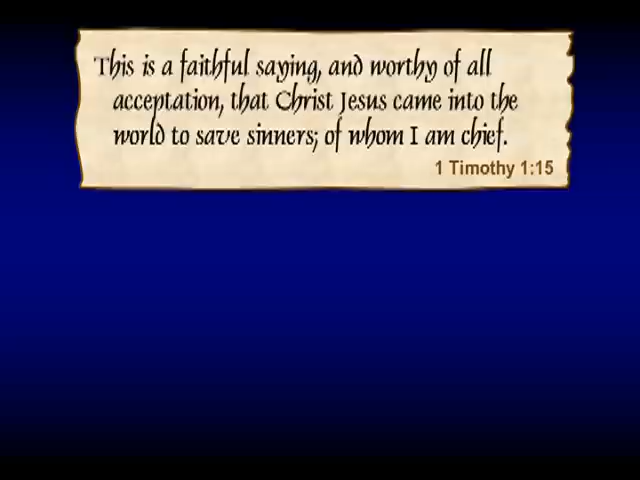 This is a faithful saying, and worthy of all
acceptation, that Christ Jesus came into the
world to save sinners; of whom I am chief.
1 Timothy 1:15